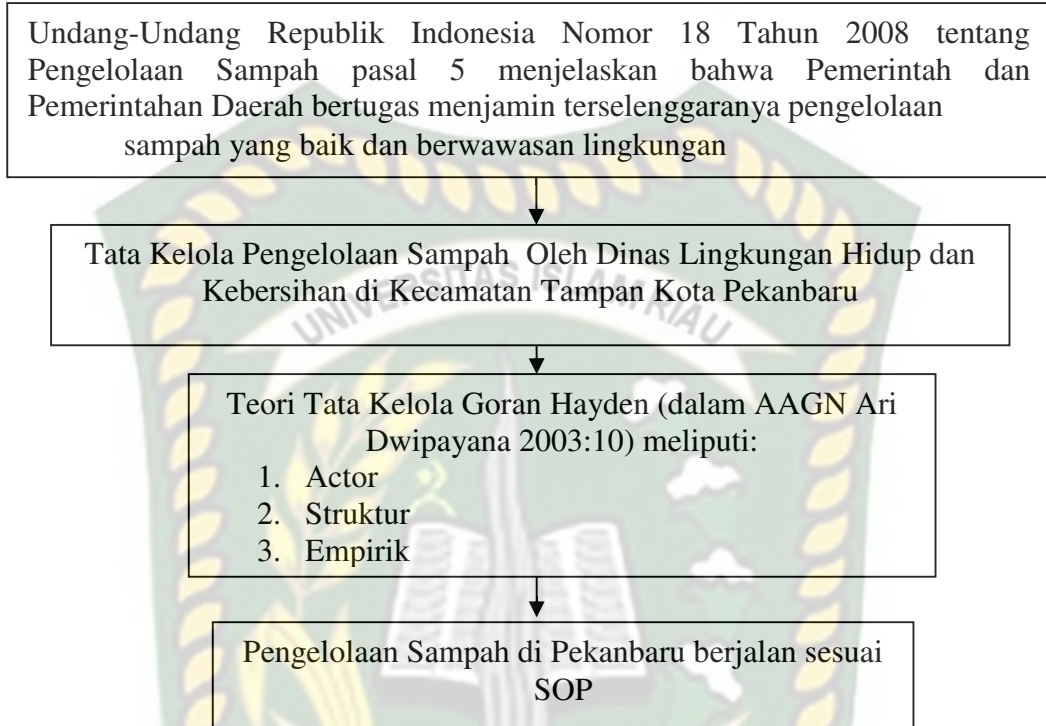 Undang-Undang Republik Indonesia Nomor 18 Tahun 2008 tentang
Pengelolaan Sampah pasal 5 menjelaskan bahwa Pemerintah dan
Pemerintahan Daerah bertugas menjamin terselenggaranya pengelolaan
sampah yang baik dan berwawasan lingkungan
Tata Kelola Pengelolaan Sampah Oleh Dinas Lingkungan Hidup dan
Kebersihan di Kecamatan Tampan Kota Pekanbaru
UNIVERSITAS ISLAM RIAU
Teori Tata Kelola Goran Hayden (dalam AAGN Ari
Dwipayana 2003:10) meliputi:
1. Actor
2. Struktur
3. Empirik
Pengelolaan Sampah di Pekanbaru berjalan sesuai
SOP